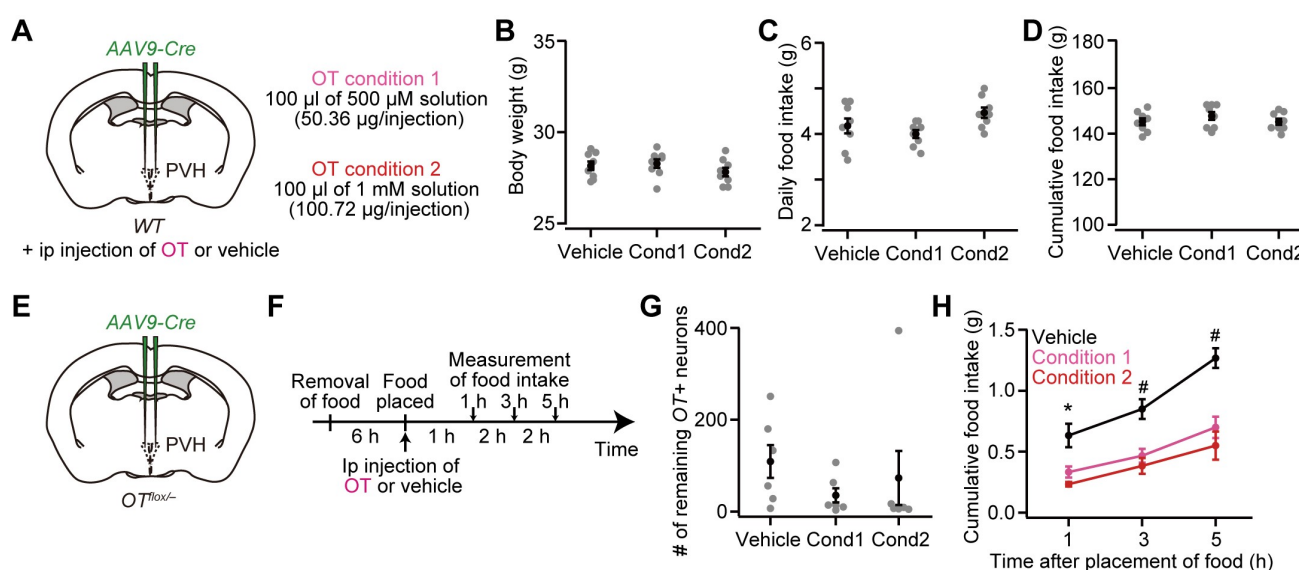 A
AAV9-Cre
PVH
WT
+ ip injection of OT or vehicle
OT condition 1
100 µl of 500 µM solution
(50.36 µg/injection)
OT condition 2
100 µl of 1 mM solution
(100.72 µg/injection)
B
Body weight (g)
35
30
25
Vehicle Cond1 Cond2
C
Daily food intake (g)
6
4
2
Vehicle Cond1 Cond2
D
Cumulative food intake (g)
180
160
140
100
Vehicle Cond1 Cond2
E
AAV9-Cre
PVH
OTflox/–
F
Removal
of food
Food
placed
Measurement
of food intake
1 h 3 h 5 h
6 h 1 h 2 h 2 h
Time
Ip injection of
OT or vehicle
G
# of remaining OT+ neurons
400
200
0
Vehicle Cond1 Cond2
H
Cumulative food intake (g)
1.5
1.0
0.5
0.0
Vehicle
Condition 1
Condition 2
* # #
1 3 5
Time after placement of food (h)